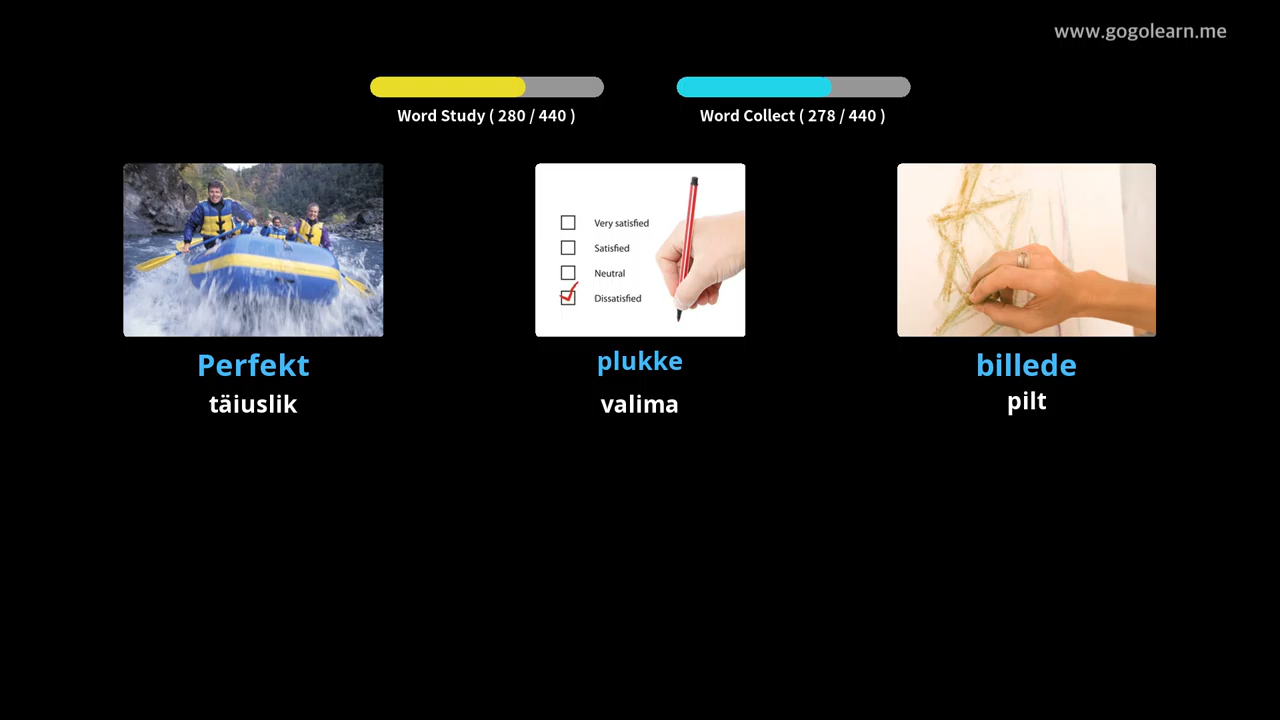 www.gogolearn.me
Word Study ( 280 / 440 )
Word Collect ( 278 / 440 )
Very satisfied
Satisfied
Neutral
Dissatisfied
Perfekt
plukke
billede
täiuslik
valima
pilt